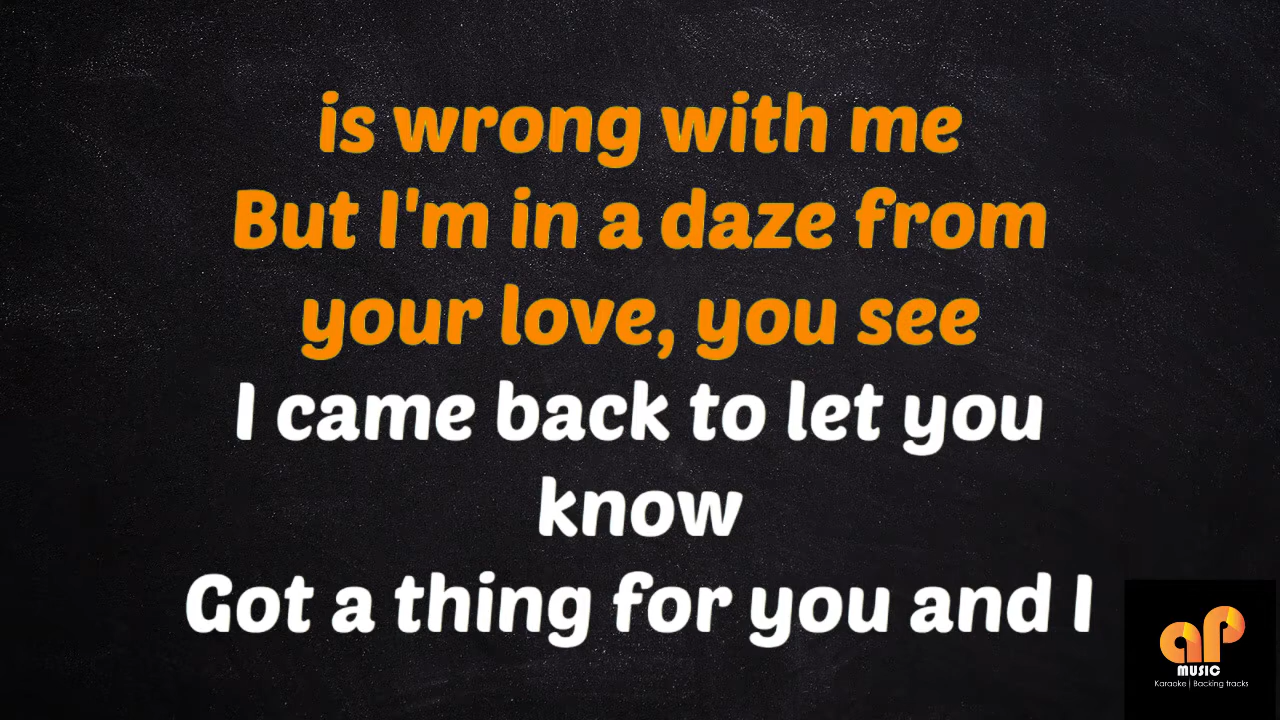 is wrong with me
But I'm in a daze from
your love, you see
I came back to let you
know
Got a thing for you and I
ap
MUSIC
Karaoke | Backing tracks